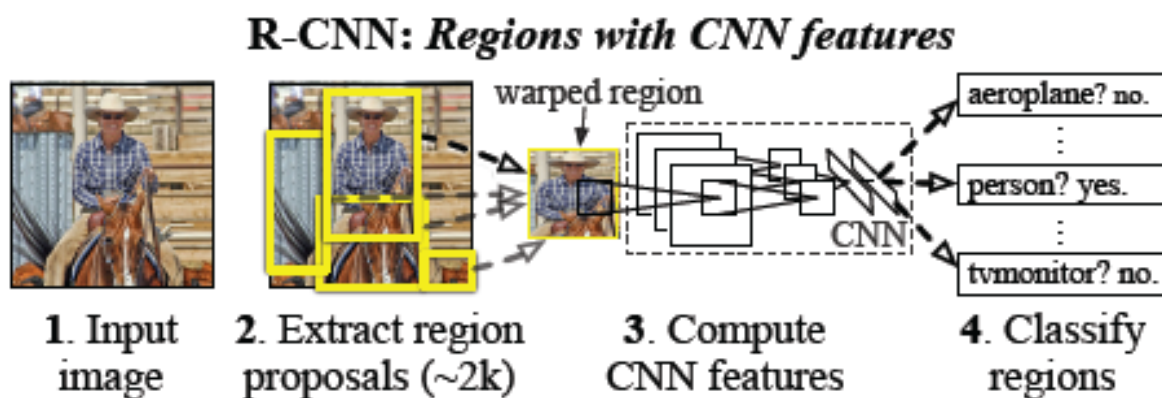 R-CNN: Regions with CNN features
warped region
aeroplane? no.
person? yes.
CNN
tvmonitor? no.
1. Input
image
2. Extract region
proposals (~2k)
3. Compute
CNN features
4. Classify
regions